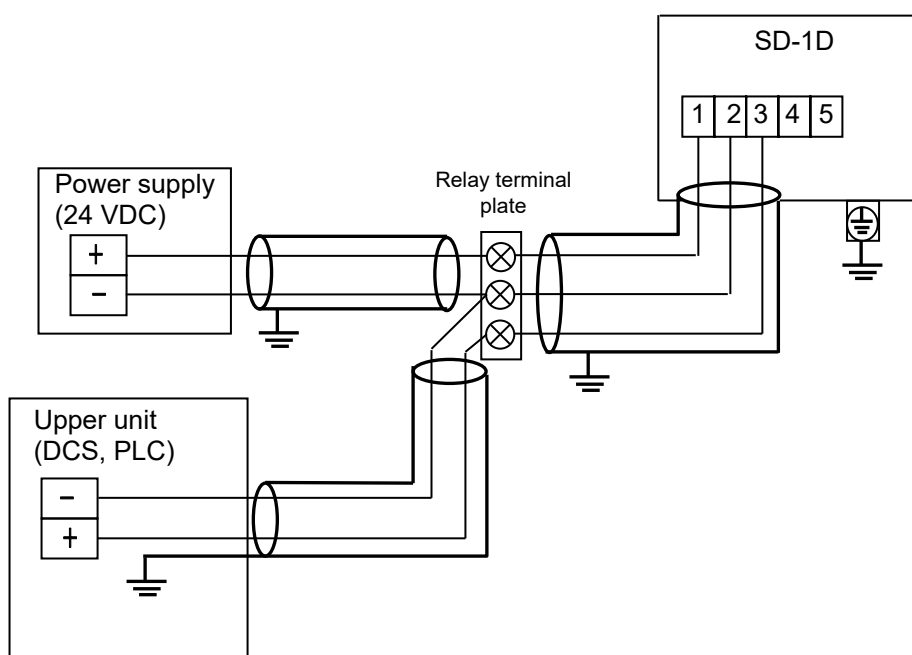 SD-1D
1 2 3 4 5
Power supply
(24 VDC)
+
−
Relay terminal
plate
Upper unit
(DCS, PLC)
−
+